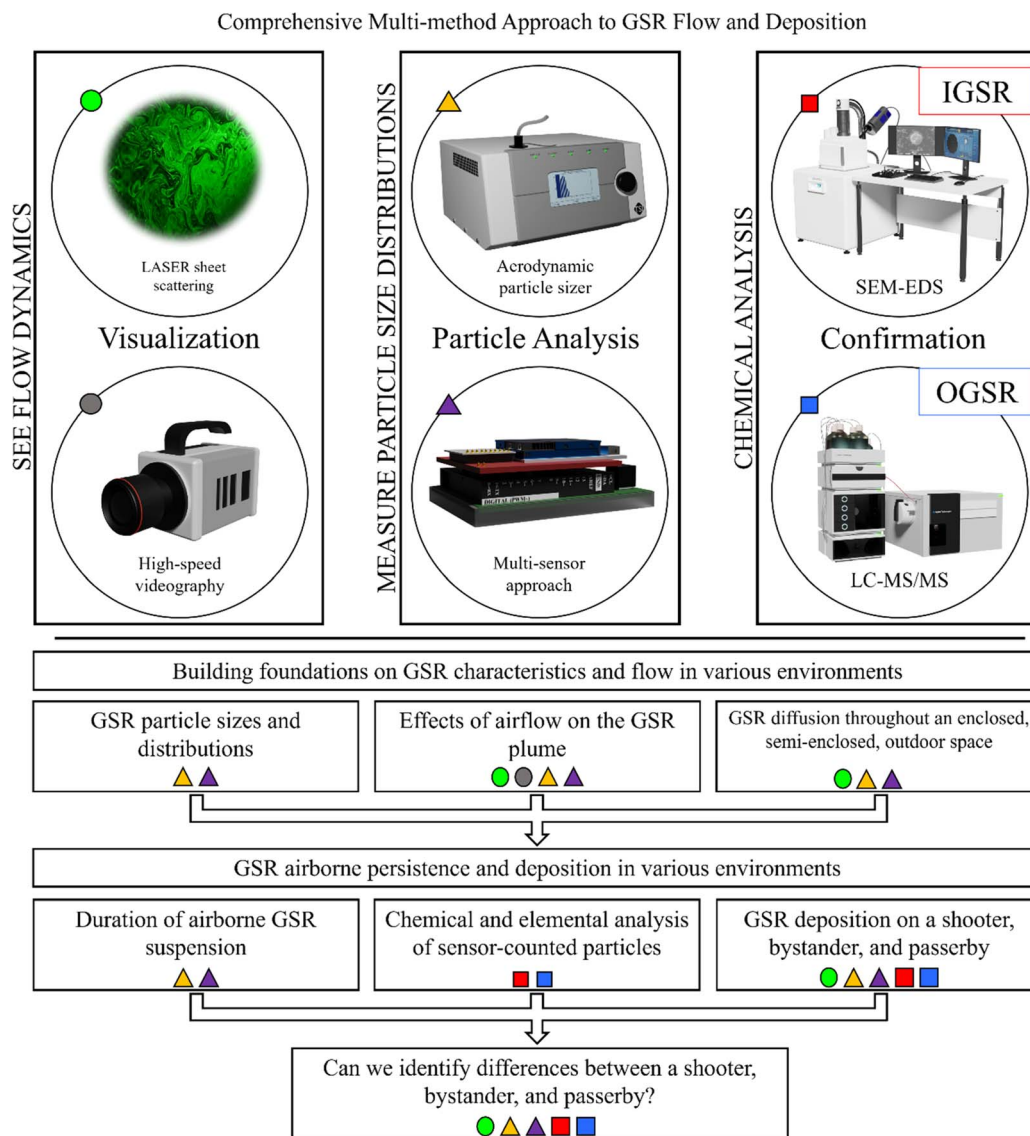 Comprehensive Multi-method Approach to GSR Flow and Deposition
SEE FLOW DYNAMICS
LASER sheet
scattering
Visualization
High-speed
videography
MEASURE PARTICLE SIZE DISTRIBUTIONS
Aerodynamic
particle sizer
Particle Analysis
DIGITAL (PWM~)
Multi-sensor
approach
CHEMICAL ANALYSIS
IGSR
SEM-EDS
Confirmation
OGSR
LC-MS/MS
Building foundations on GSR characteristics and flow in various environments
GSR particle sizes and
distributions
Effects of airflow on the GSR
plume
GSR diffusion throughout an enclosed,
semi-enclosed, outdoor space
GSR airborne persistence and deposition in various environments
Duration of airborne GSR
suspension
Chemical and elemental analysis
of sensor-counted particles
GSR deposition on a shooter,
bystander, and passerby
Can we identify differences between a shooter,
bystander, and passerby?